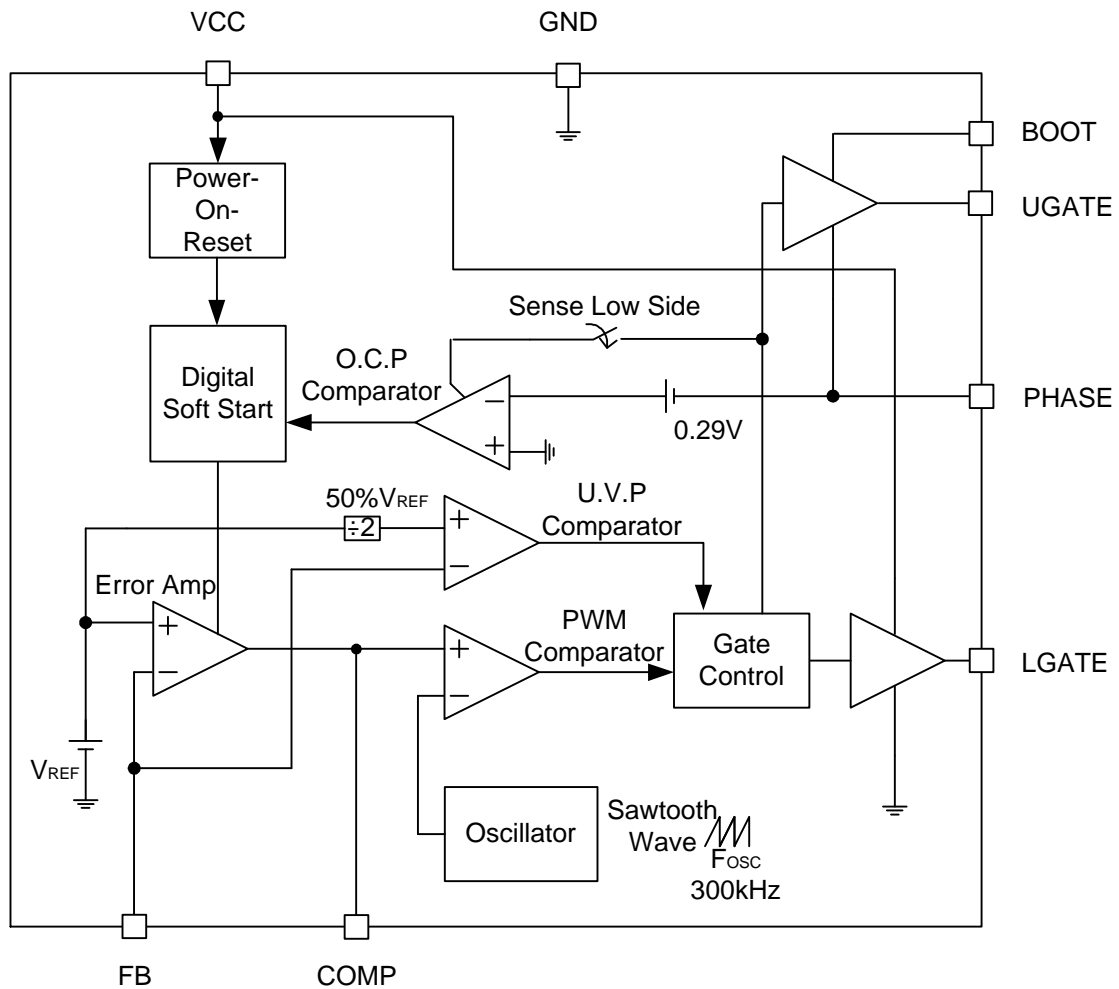 VCC
GND
BOOT
Power-
On-
Reset
UGATE
Sense Low Side
O.C.P
Comparator
Digital
Soft Start
−
+
0.29V
PHASE
50%VREF
÷2
U.V.P
Comparator
+
−
Error Amp
+
−
PWM
Comparator
+
−
Gate
Control
LGATE
VREF
Oscillator
Sawtooth
Wave
FOSC
300kHz
FB
COMP